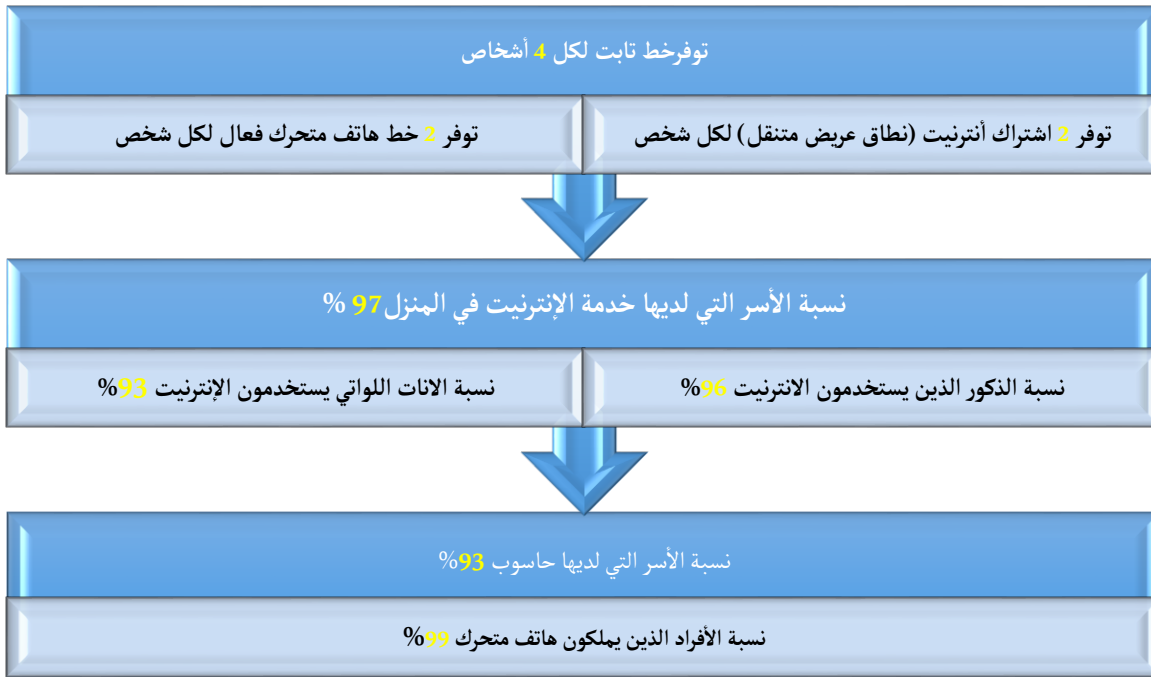 توفرخط تابت لكل 4 أشخاص
توفر 2 اشتراك أنترنيت (نطاق عريض متنقل) لكل شخص
توفر 2 خط هاتف متحرك فعال لكل شخص
نسبة الأسر التي لديها خدمة الإنترنيت في المنزل97 %
نسبة الذكور الذين يستخدمون الانترنيت 96%
نسبة الانات اللواتي يستخدمون الإنترنيت 93%
نسبة الأسر التي لديها حاسوب 93%
نسبة الأفراد الذين يملكون هاتف متحرك 99%